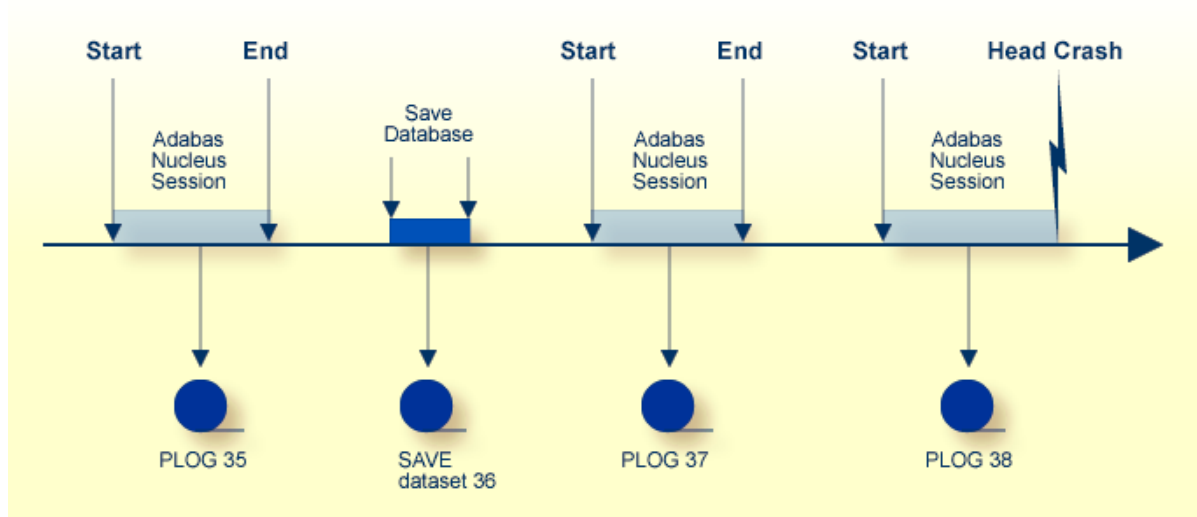 Start
End
Start
End
Start
Head Crash
Save
Database
Adabas
Nucleus
Session
Adabas
Nucleus
Session
Adabas
Nucleus
Session
PLOG 35
SAVE
dataset 36
PLOG 37
PLOG 38